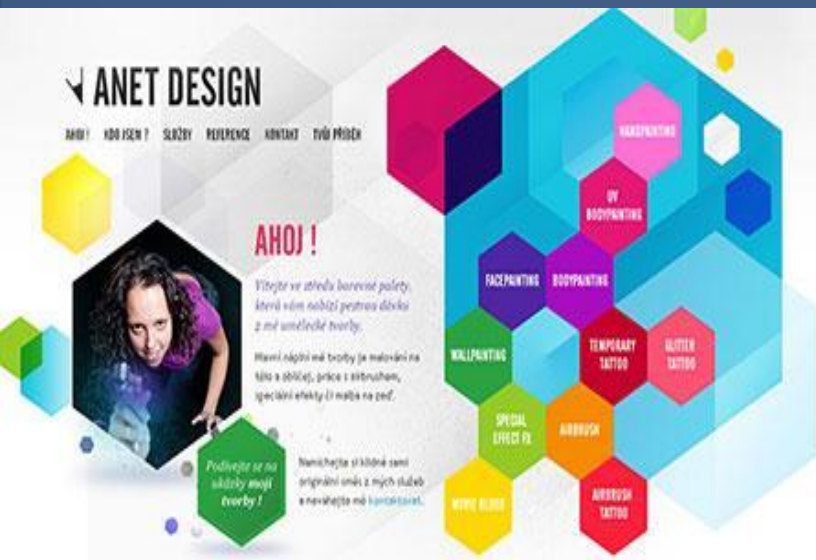 ANET DESIGN
AHOJ! KDO JSEM? SLUŽBY REFERENCE KONTAKT TVŮJ PŘÍBĚH
AHOJ !
Vítejte ve středu barevné palety,
která vám nabízí pestrou dávku
z mé umělecké tvorby.
Hlavní náplní mé tvorby je malování na
tělo a obličej, práce s airbrushem,
speciální efekty či malba na zeď.
Podívejte se na
ukázky mojí
tvorby !
Namíchejte si klidně sami
originální směs z mých služeb
a neváhejte mě kontaktovat.
HANDPAINTING
UV
BODYPAINTING
FACEPAINTING
BODYPAINTING
WALLPAINTING
TEMPORARY
TATTOO
GLITTER
TATTOO
SPECIAL
EFFECT FX
AIRBRUSH
MOVIE BLOOD
AIRBRUSH
TATTOO